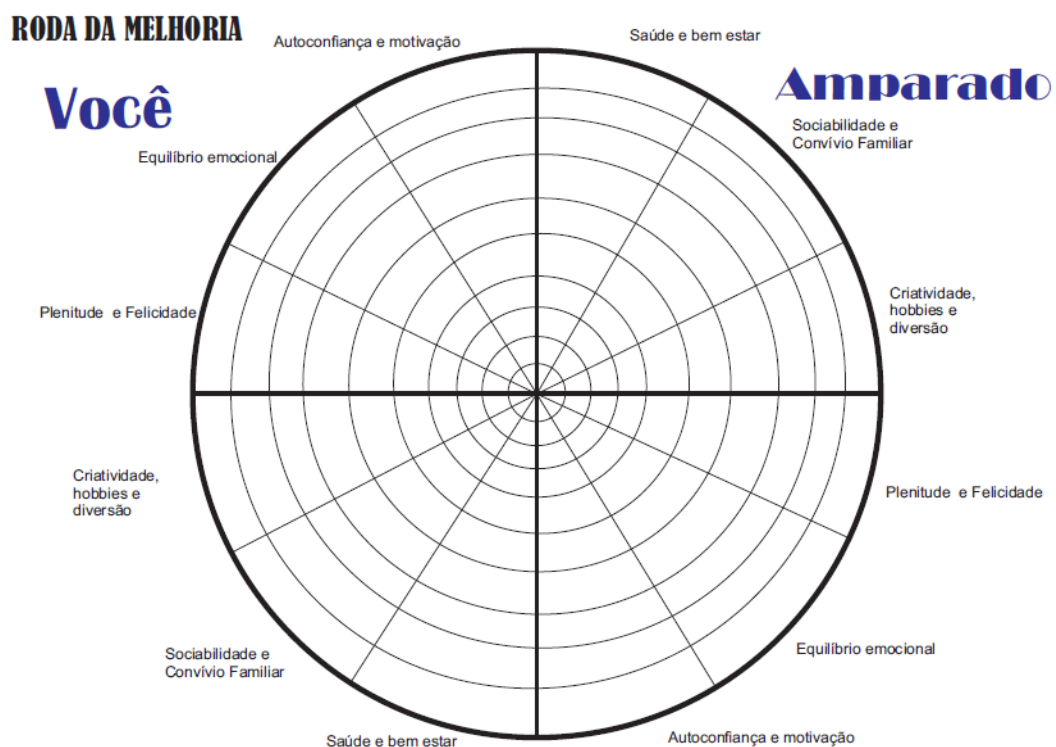 RODA DA MELHORIA
Autoconfiança e motivação
Saúde e bem estar
Você
Amparado
Sociabilidade e
Convívio Familiar
Equilíbrio emocional
Criatividade,
hobbies e
diversão
Plenitude e Felicidade
Criatividade,
hobbies e
diversão
Plenitude e Felicidade
Sociabilidade e
Convívio Familiar
Equilíbrio emocional
Saúde e bem estar
Autoconfiança e motivação